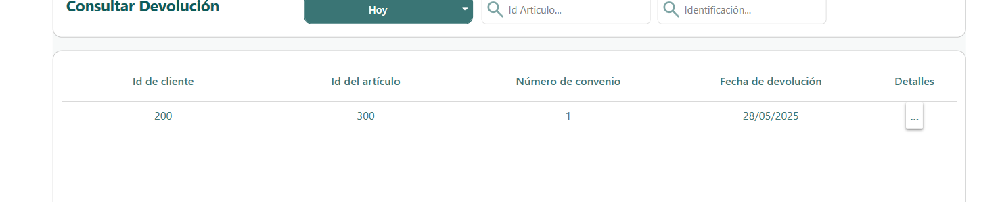 Consultar Devolución
Hoy
Id Articulo...
Identificación...
Id de cliente Id del artículo Número de convenio Fecha de devolución Detalles
200 300 1 28/05/2025 ...